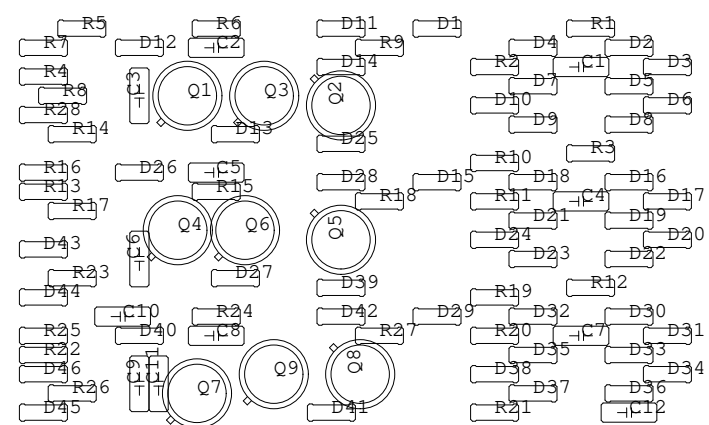 R5 R6 D11 D1 R1
R7 D12 C2 R9 D4 D2
D14 R2 C1 D3
R4 C3 Q1 Q3 Q2 D7 D5
R8 D10 D6
R28 D9 D8
R14 D13
D25 R3
R10
R16 D26 C5 D28 D15 D18 D16
R13 R15 R18 R11 C4 D17
R17 D21 D19
Q4 Q6 Q5 D24 D20
D43 C6 D23 D22
R23 D27 D39 R12
D44 R19
C10 R24 D42 D29 D32 D30
R25 D40 C8 R27 R20 C7 D31
R22 D35 D33
D46 C9 C11 Q9 Q8 D38 D34
R26 Q7 D37 D36
D45 D41 R21 C12